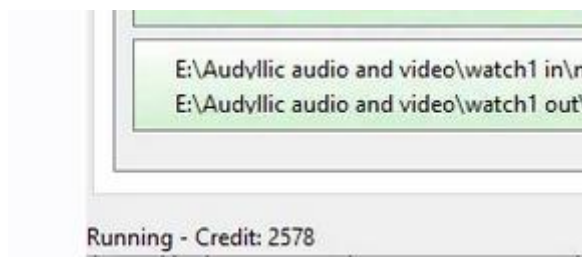 E:\Audyllic audio and video\watch1 in\
E:\Audyllic audio and video\watch1 out\
Running - Credit: 2578